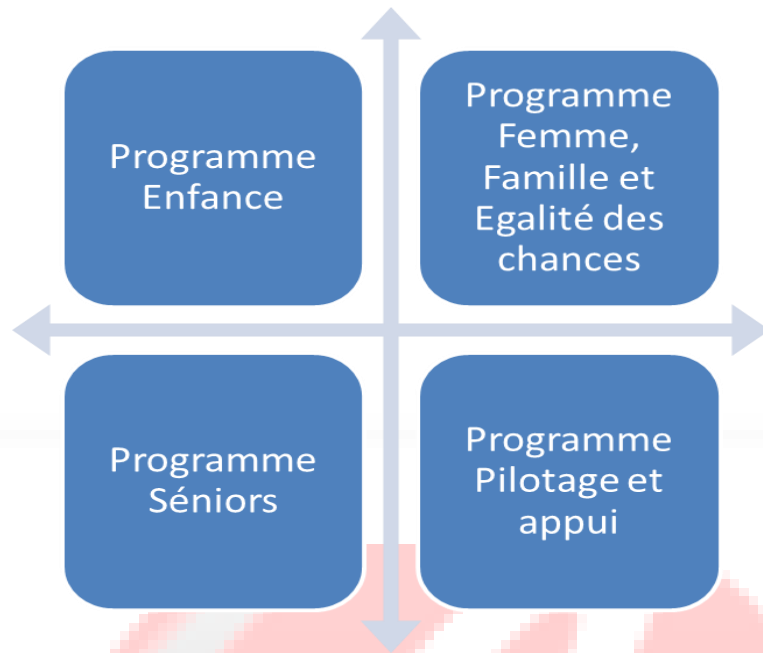 Programme
Enfance
Programme
Femme,
Famille et
Egalité des
chances
Programme
Séniors
Programme
Pilotage et
appui